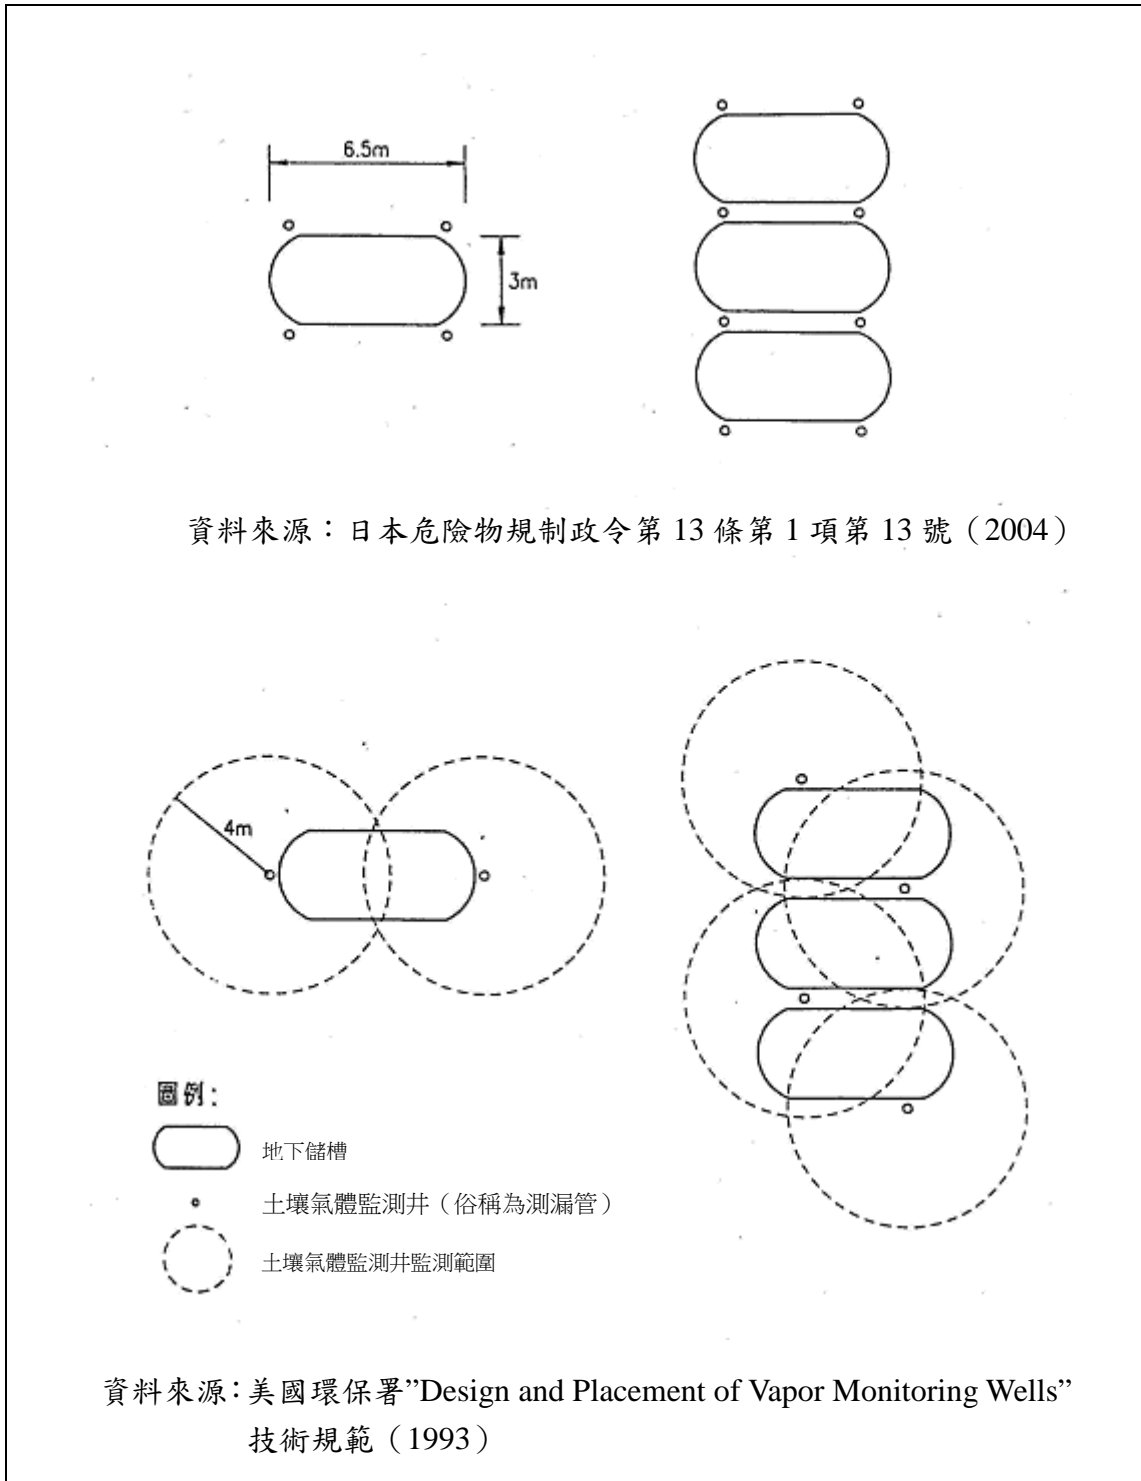 6.5m
3m
資料來源：日本危險物規制政令第 13 條第 1 項第 13 號（2004）
4m
圖例：
地下儲槽
土壤氣體監測井（俗稱為測漏管）
土壤氣體監測井監測範圍
資料來源：美國環保署”Design and Placement of Vapor Monitoring Wells”
技術規範（1993）